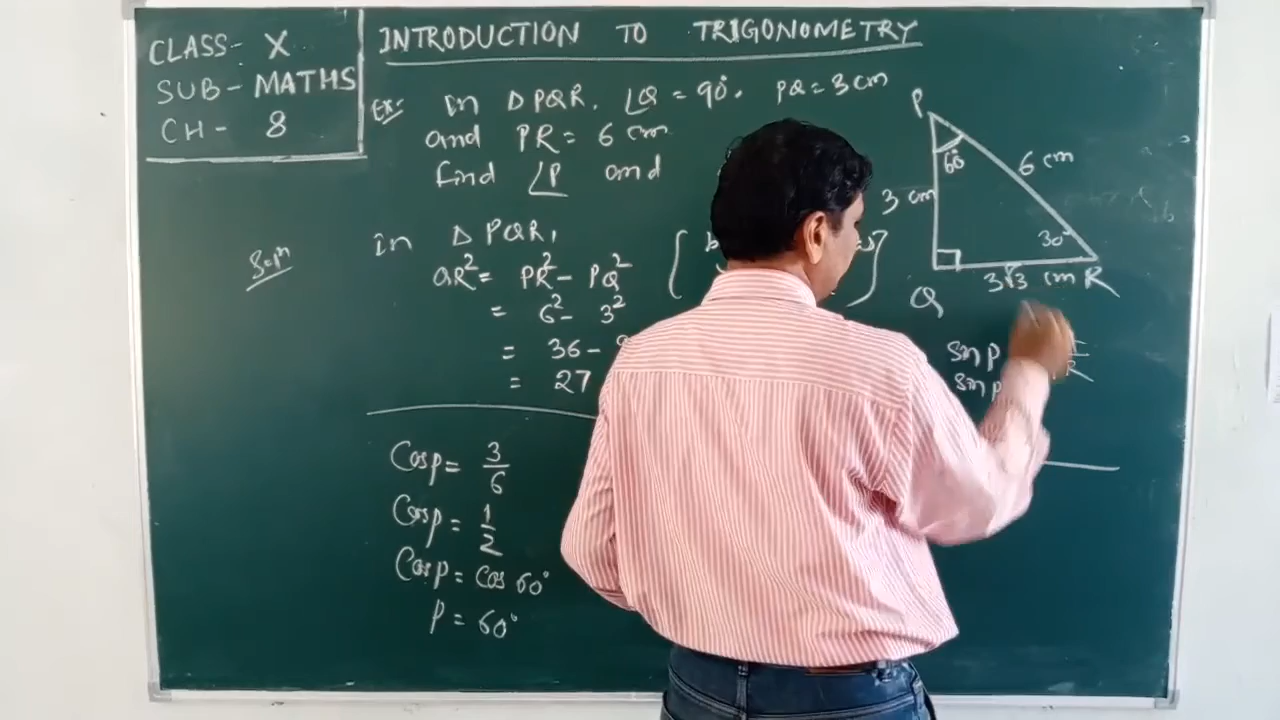 CLASS- X
SUB- MATHS
CH- 8
INTRODUCTION TO TRIGONOMETRY
Ex:- In Δ PQR, ∠Q = 90°. PQ = 3 cm
and PR = 6 cm
find ∠P and
Soln
In Δ PQR,
QR² = PR² - PQ²
= 6² - 3²
= 36 -
= 27
Cos P = 3/6
Cos P = 1/2
Cos P = Cos 60°
P = 60°
P
60°
6 cm
3 cm
30°
Q
3√3 cm R
Sin P
Sin P